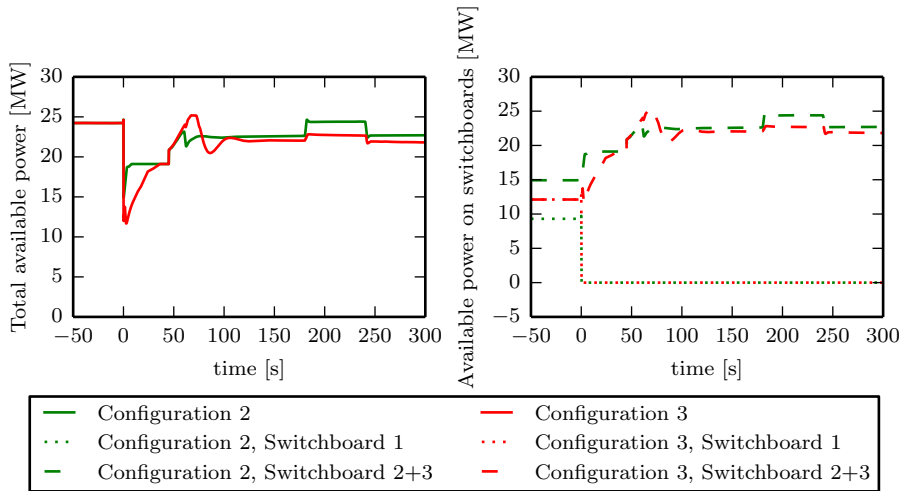 Total available power [MW]
30
25
20
15
10
5
0
−50 0 50 100 150 200 250 300
time [s]
Available power on switchboards [MW]
30
25
20
15
10
5
0
−5
−50 0 50 100 150 200 250 300
time [s]
Configuration 2
Configuration 2, Switchboard 1
Configuration 2, Switchboard 2+3
Configuration 3
Configuration 3, Switchboard 1
Configuration 3, Switchboard 2+3